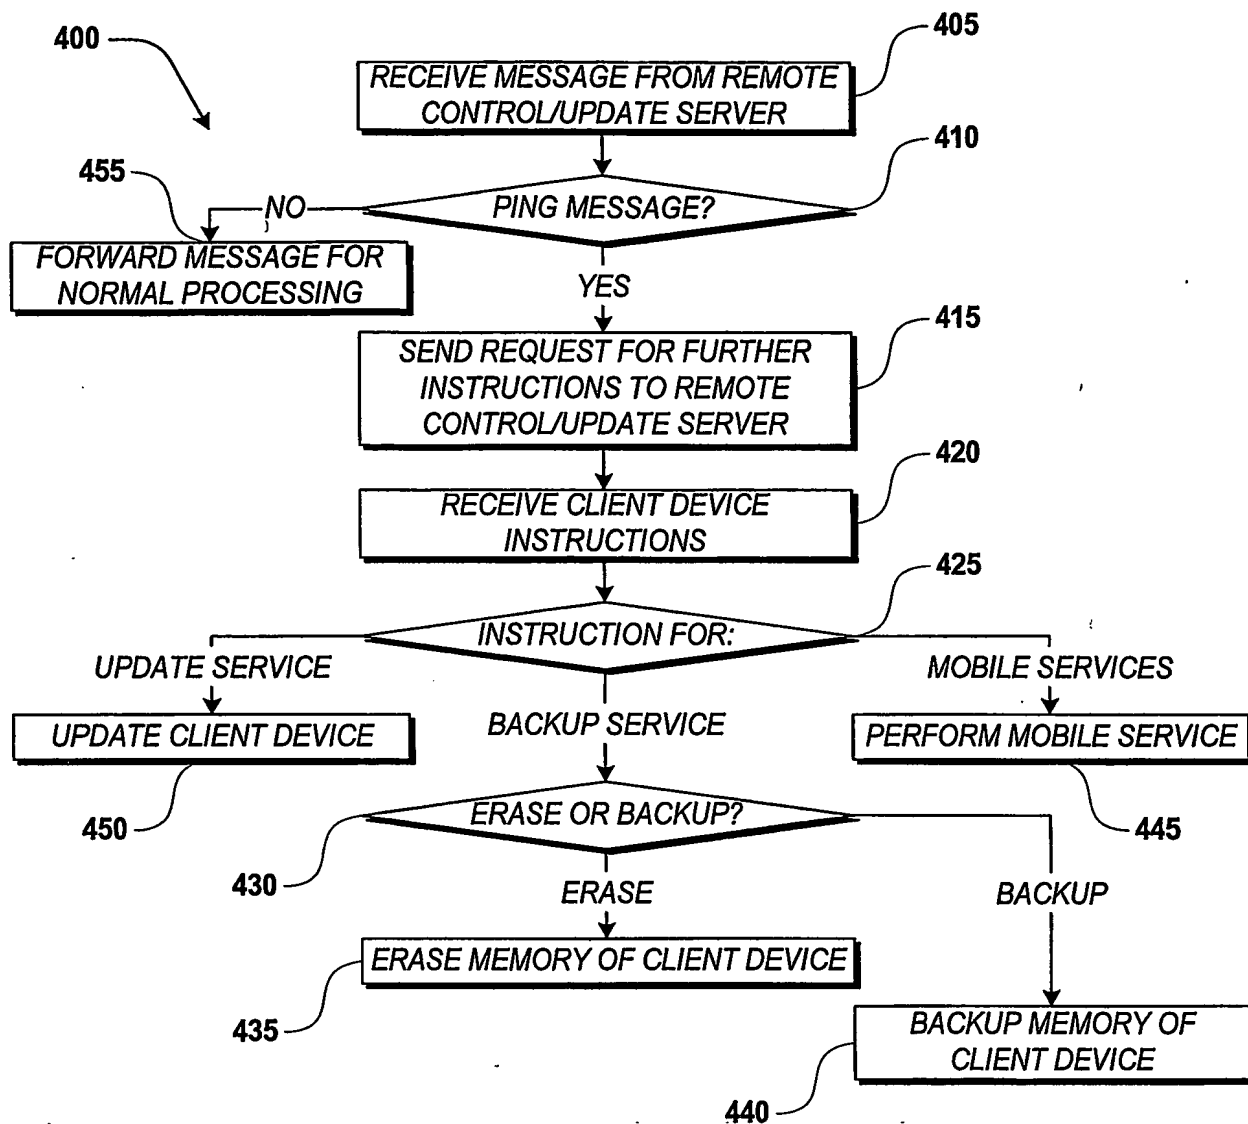 400
405
RECEIVE MESSAGE FROM REMOTE
CONTROL/UPDATE SERVER
410
455
PING MESSAGE?
NO
FORWARD MESSAGE FOR
NORMAL PROCESSING
YES
415
SEND REQUEST FOR FURTHER
INSTRUCTIONS TO REMOTE
CONTROL/UPDATE SERVER
420
RECEIVE CLIENT DEVICE
INSTRUCTIONS
425
INSTRUCTION FOR:
UPDATE SERVICE
MOBILE SERVICES
BACKUP SERVICE
UPDATE CLIENT DEVICE
PERFORM MOBILE SERVICE
450
445
ERASE OR BACKUP?
430
ERASE
BACKUP
ERASE MEMORY OF CLIENT DEVICE
435
BACKUP MEMORY OF
CLIENT DEVICE
440